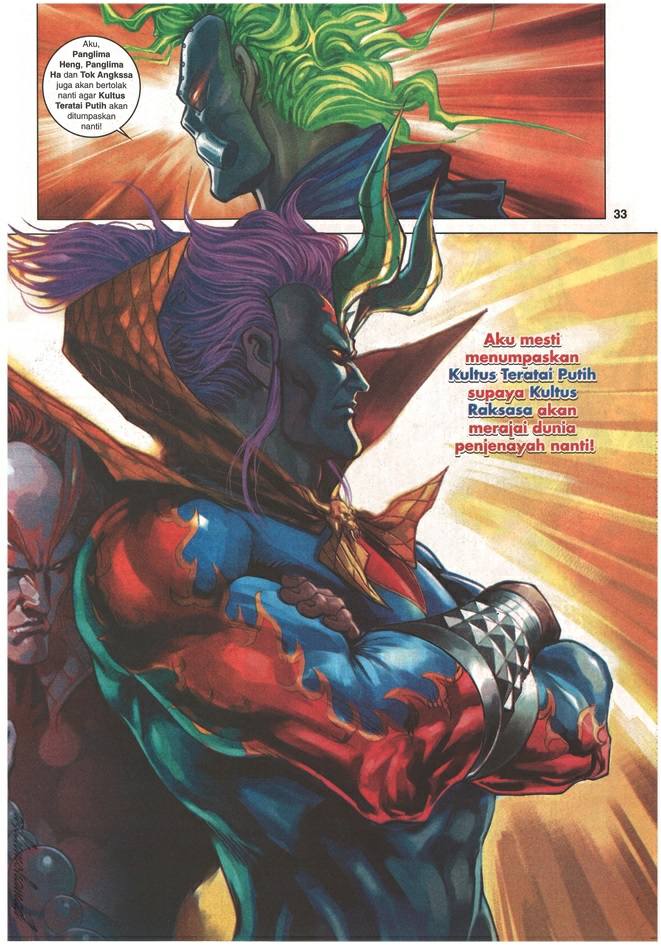 Aku,
Panglima
Heng, Panglima
Ha dan Tok Angkssa
juga akan bertolak
nanti agar Kultus
Teratai Putih akan
ditumpaskan
nanti!
33
Aku mesti
menumpaskan
Kultus Teratai Putih
supaya Kultus
Raksasa akan
merajai dunia
penjenayah nanti!